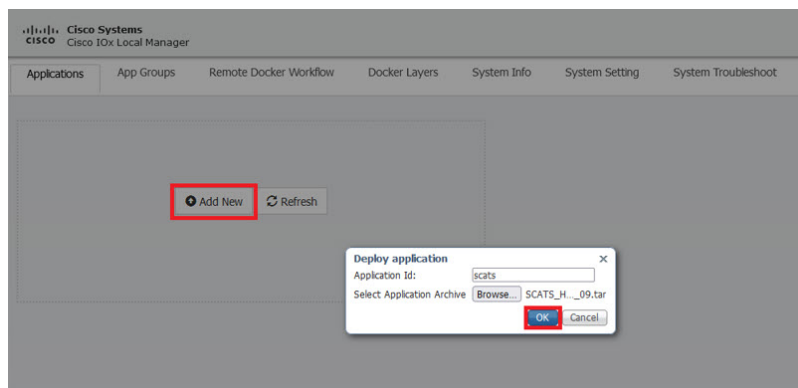 Cisco Systems
CISCO Cisco IOx Local Manager
Applications App Groups Remote Docker Workflow Docker Layers System Info System Setting System Troubleshoot
Add New Refresh
Deploy application
Application Id: scats
Select Application Archive Browse... SCATS_H..._09.tar
OK Cancel